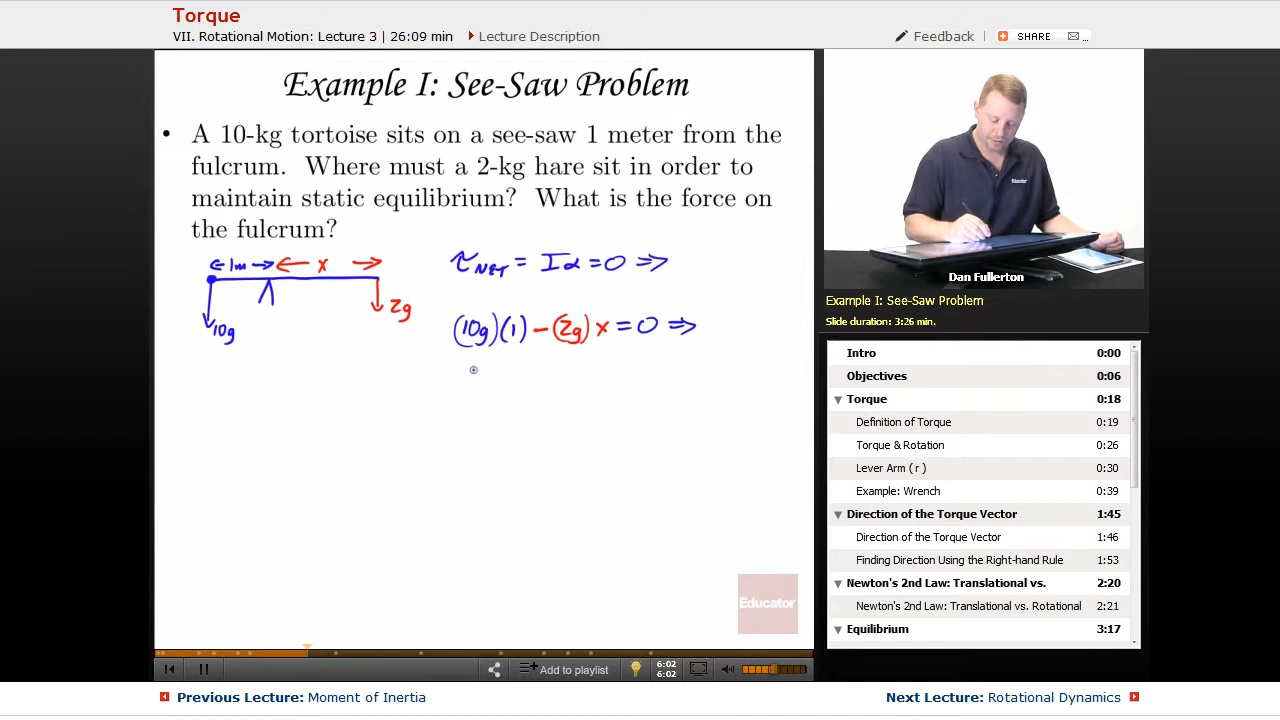 Torque
VII. Rotational Motion: Lecture 3 | 26:09 min
Lecture Description
Feedback
SHARE
Example I: See-Saw Problem
• A 10-kg tortoise sits on a see-saw 1 meter from the
fulcrum. Where must a 2-kg hare sit in order to
maintain static equilibrium? What is the force on
the fulcrum?
1m x
10g
2g
τNET = Iα = 0 ⇒
(10g)(1) - (2g) x = 0 ⇒
Educator
Educator
Dan Fullerton
Example I: See-Saw Problem
Slide duration: 3:26 min.
Intro 0:00
Objectives 0:06
Torque 0:18
Definition of Torque 0:19
Torque & Rotation 0:26
Lever Arm ( r ) 0:30
Example: Wrench 0:39
Direction of the Torque Vector 1:45
Direction of the Torque Vector 1:46
Finding Direction Using the Right-hand Rule 1:53
Newton's 2nd Law: Translational vs. 2:20
Newton's 2nd Law: Translational vs. Rotational 2:21
Equilibrium 3:17
Add to playlist
6:02
6:02
Previous Lecture: Moment of Inertia
Next Lecture: Rotational Dynamics